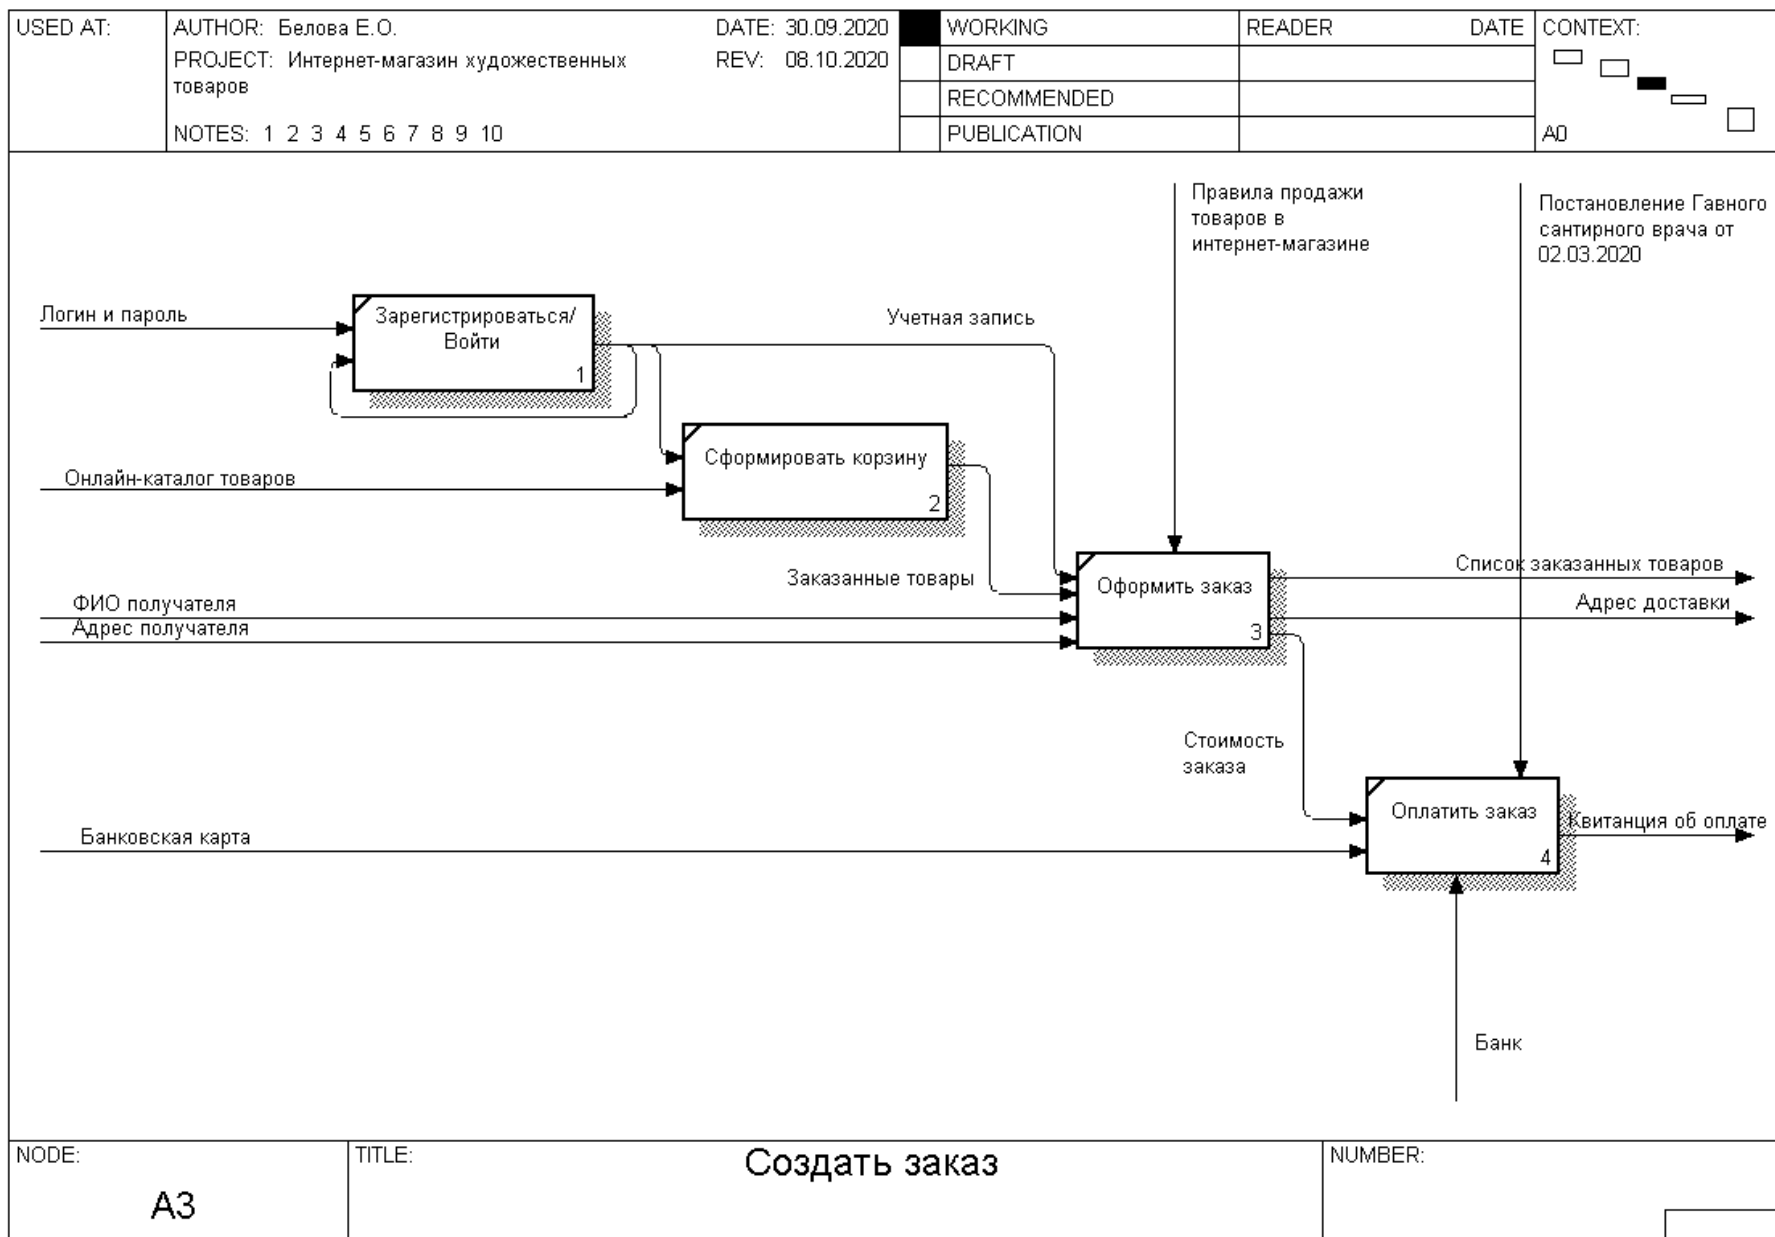 USED AT:
AUTHOR: Белова Е.О.
DATE: 30.09.2020
PROJECT: Интернет-магазин художественных
товаров
REV: 08.10.2020
NOTES: 1 2 3 4 5 6 7 8 9 10
WORKING
DRAFT
RECOMMENDED
PUBLICATION
READER DATE
CONTEXT:
A0
Правила продажи
товаров в
интернет-магазине
Постановление Гавного
сантирного врача от
02.03.2020
Логин и пароль
Зарегистрироваться/
Войти
1
Учетная запись
Онлайн-каталог товаров
Сформировать корзину
2
Заказанные товары
ФИО получателя
Адрес получателя
Оформить заказ
3
Список заказанных товаров
Адрес доставки
Стоимость
заказа
Банковская карта
Оплатить заказ
4
Квитанция об оплате
Банк
NODE:
A3
TITLE:
Создать заказ
NUMBER: